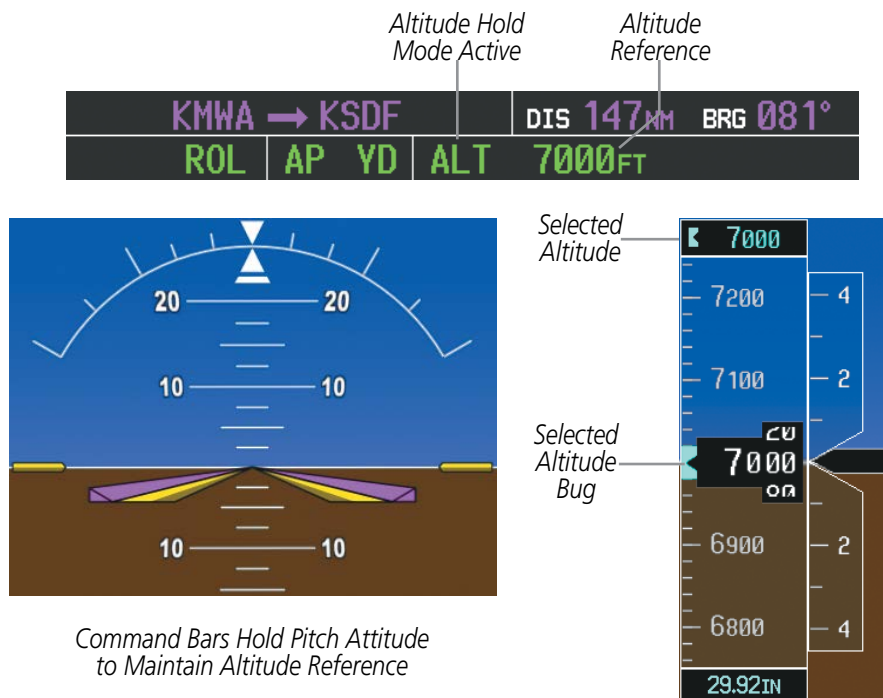 Altitude Hold
Mode Active
Altitude
Reference
KMWA → KSDF
DIS 147NM BRG 081°
ROL AP YD ALT 7000FT
20 20
10 10
10 10
Command Bars Hold Pitch Attitude
to Maintain Altitude Reference
Selected
Altitude
7000
7200
4
7100
2
Selected
Altitude
Bug
20
7000
6900
2
6800
4
29.92IN